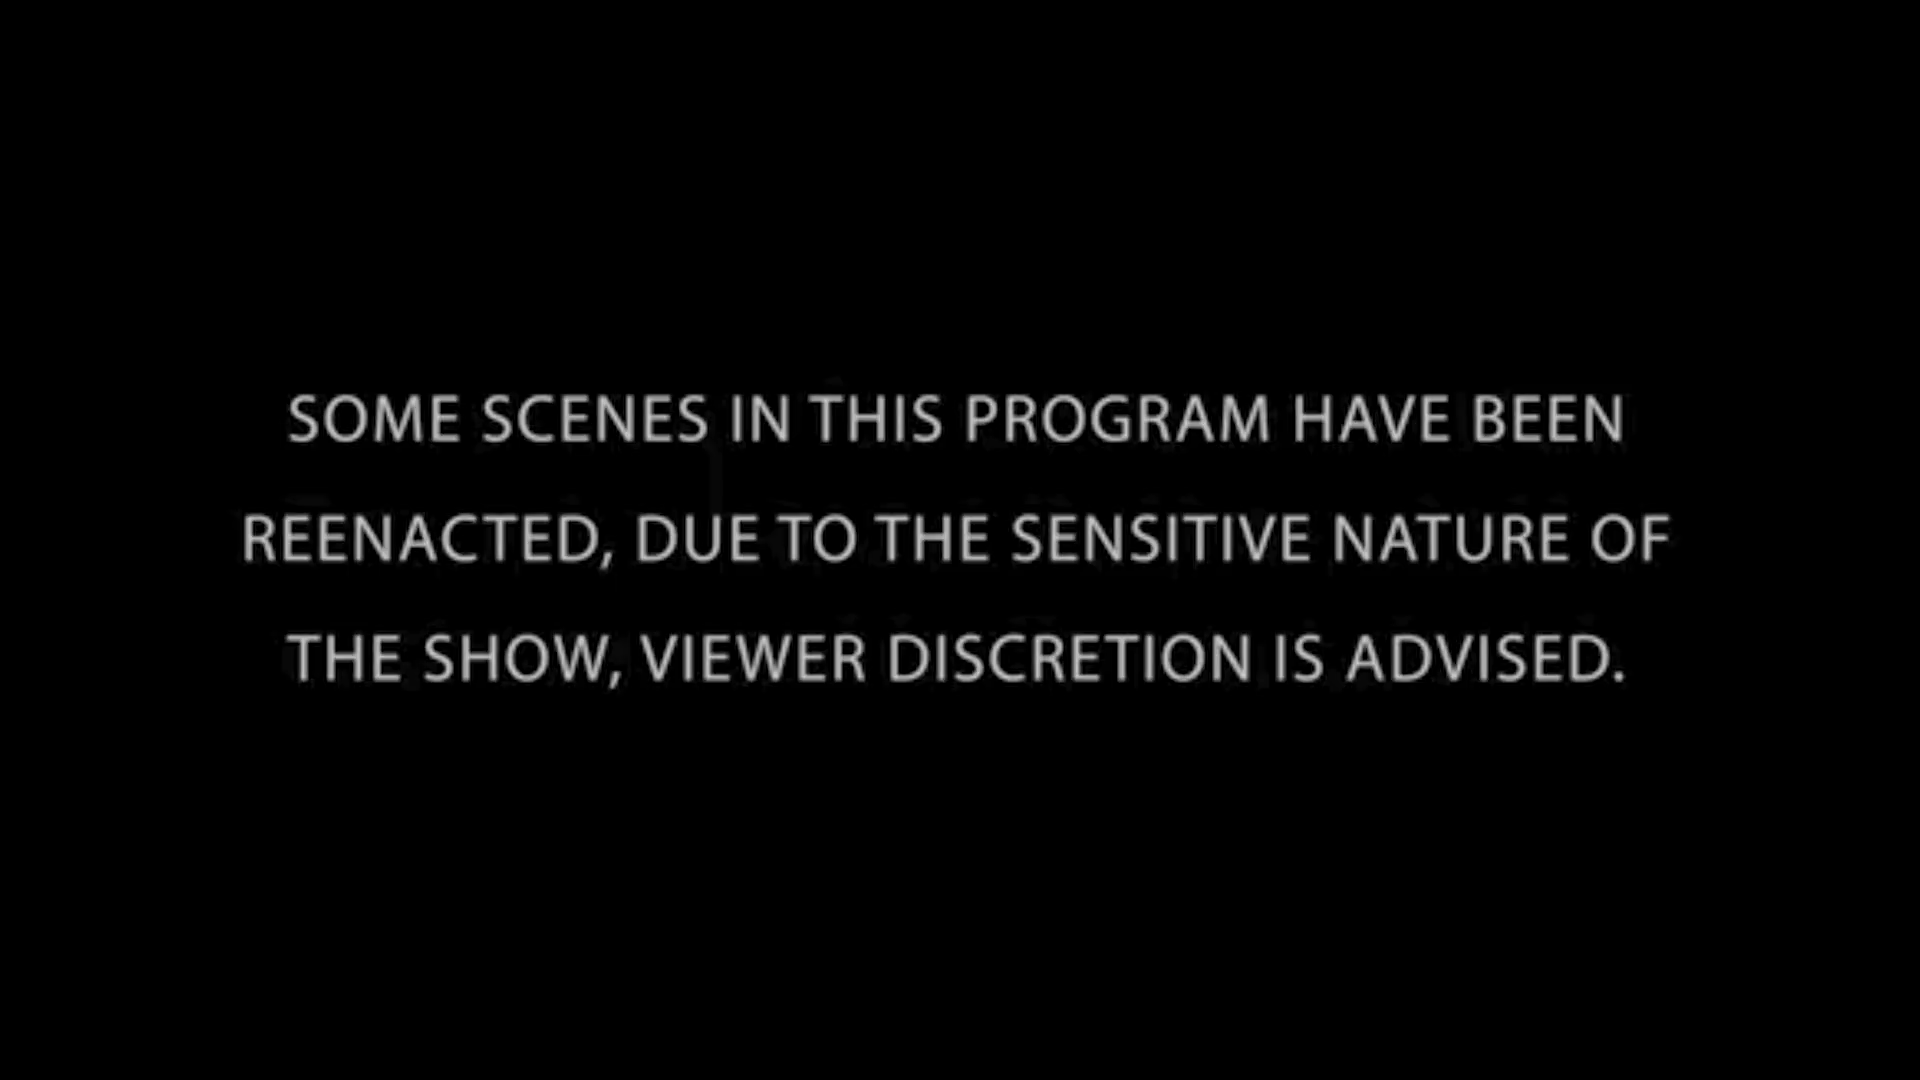 SOME SCENES IN THIS PROGRAM HAVE BEEN
REENACTED, DUE TO THE SENSITIVE NATURE OF
THE SHOW, VIEWER DISCRETION IS ADVISED.